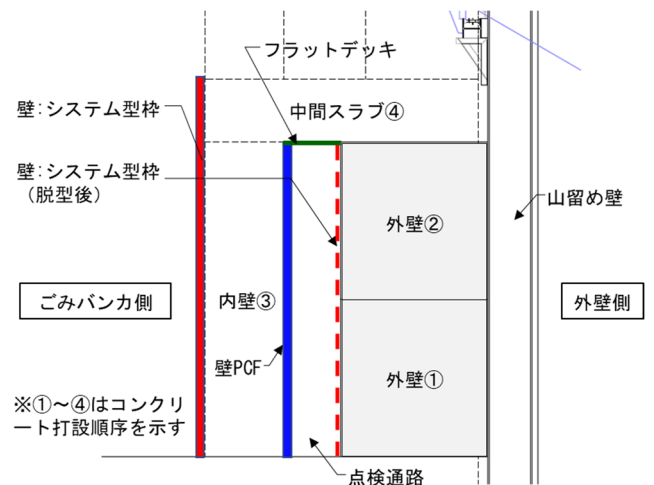 フラットデッキ
壁:システム型枠
中間スラブ④
壁:システム型枠
(脱型後)
山留め壁
外壁②
ごみバンカ側
内壁③
外壁側
壁PCF
外壁①
※①~④はコンクリ
ート打設順序を示す
点検通路